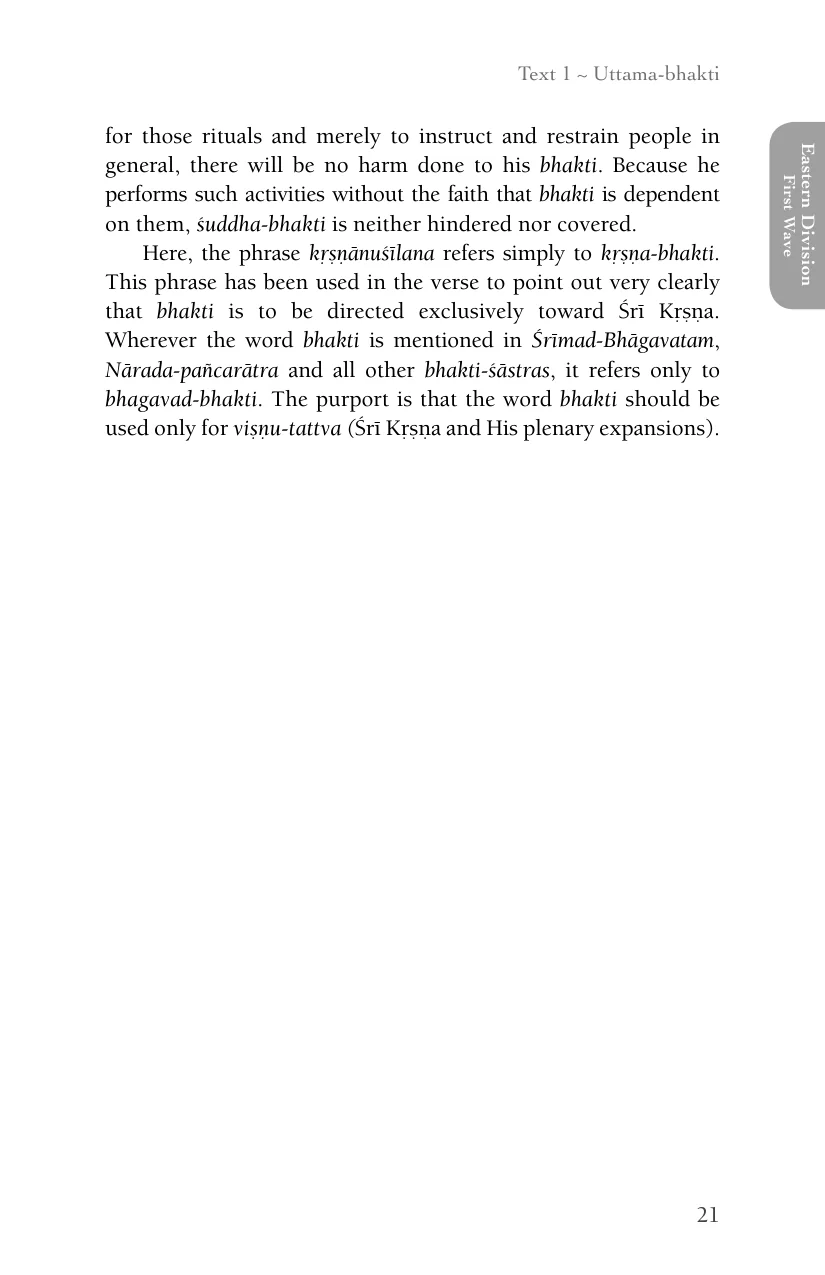 Text 1 ~ Uttama-bhakti
for those rituals and merely to instruct and restrain people in
general, there will be no harm done to his bhakti. Because he
performs such activities without the faith that bhakti is dependent
on them, śuddha-bhakti is neither hindered nor covered.
Here, the phrase kṛṣṇānuśīlana refers simply to kṛṣṇa-bhakti.
This phrase has been used in the verse to point out very clearly
that bhakti is to be directed exclusively toward Śrī Kṛṣṇa.
Wherever the word bhakti is mentioned in Śrīmad-Bhāgavatam,
Nārada-pañcarātra and all other bhakti-śāstras, it refers only to
bhagavad-bhakti. The purport is that the word bhakti should be
used only for viṣṇu-tattva (Śrī Kṛṣṇa and His plenary expansions).
Eastern Division
First Wave
21